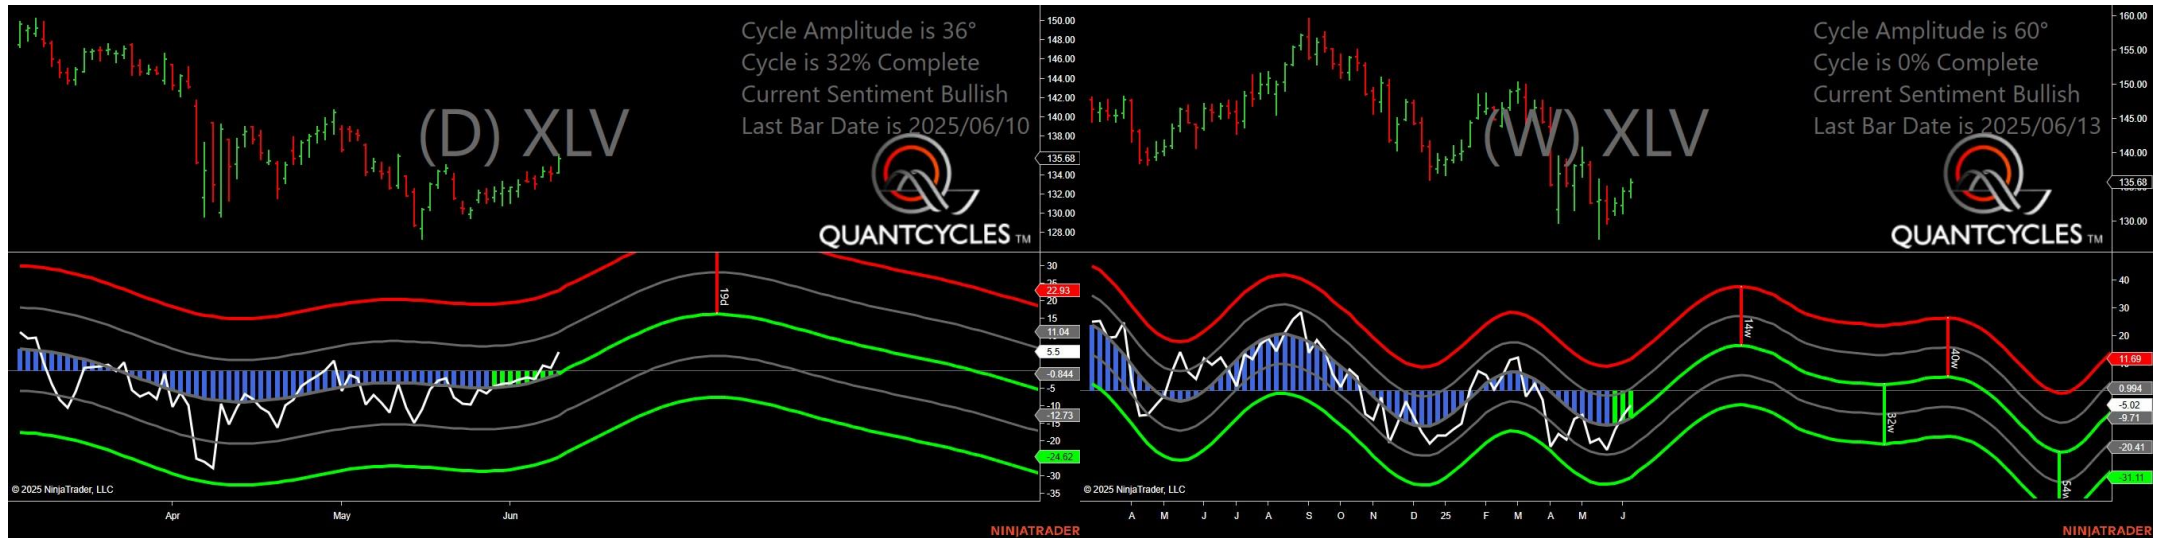 Cycle Amplitude is 36°
Cycle is 32% Complete
Current Sentiment Bullish
Last Bar Date is 2025/06/10
(D) XLV
QUANTCYCLES TM
150.00
148.00
146.00
144.00
142.00
140.00
138.00
135.68
134.00
132.00
130.00
128.00
30
22.93
20
15
11.04
5.5
-0.844
-5
-10
-12.73
-15
-20
-24.62
-30
-35
19d
© 2025 NinjaTrader, LLC
Apr May Jun
NINJATRADER
Cycle Amplitude is 60°
Cycle is 0% Complete
Current Sentiment Bullish
Last Bar Date is 2025/06/13
(W) XLV
QUANTCYCLES TM
160.00
155.00
150.00
145.00
140.00
135.68
130.00
40
30
20
11.69
0.994
-5.02
-9.71
-20.41
-31.11
14w
40w
32w
54w
© 2025 NinjaTrader, LLC
A M J J A S O N D 25 F M A M J
NINJATRADER